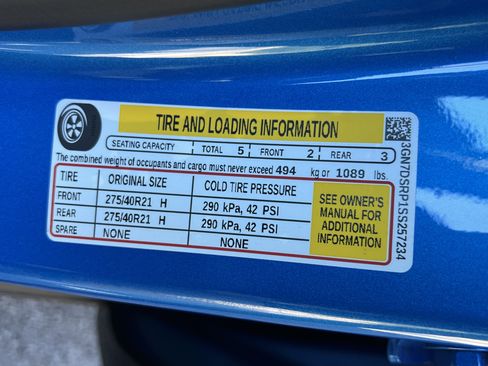 TIRE AND LOADING INFORMATION
SEATING CAPACITY TOTAL 5 FRONT 2 REAR 3
The combined weight of occupants and cargo must never exceed 494 kg or 1089 lbs.
TIRE ORIGINAL SIZE COLD TIRE PRESSURE
FRONT 275/40R21 H 290 kPa, 42 PSI
REAR 275/40R21 H 290 kPa, 42 PSI
SPARE NONE NONE
SEE OWNER'S
MANUAL FOR
ADDITIONAL
INFORMATION
3GN7DSRP1SS257234